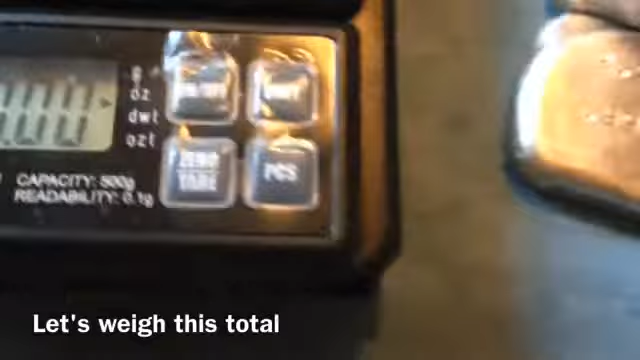 g
oz
dwt
ozt
ZERO
TARE
PCS
CAPACITY: 500g
READABILITY: 0.1g
Let's weigh this total